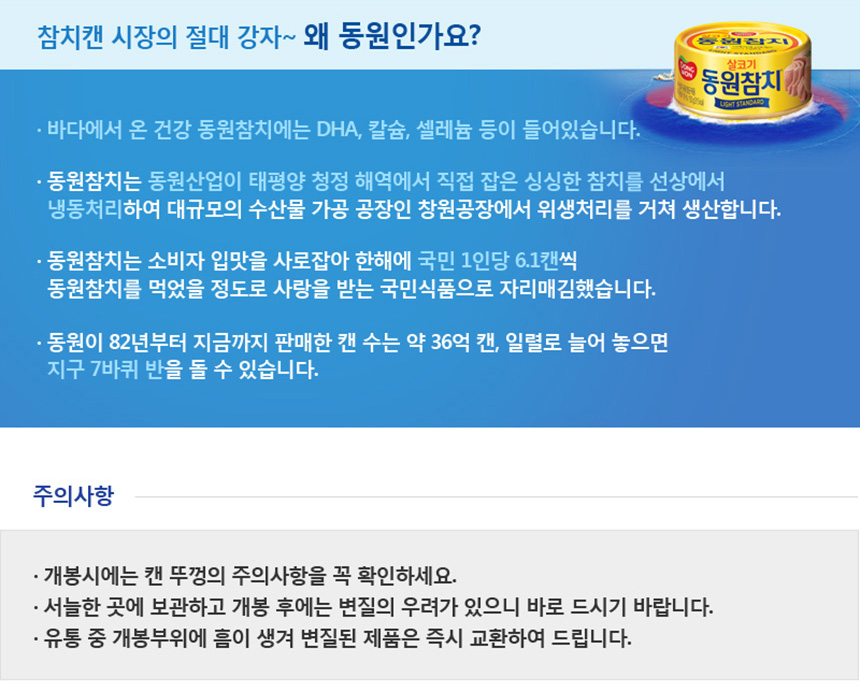 참치캔 시장의 절대 강자~ 왜 동원인가요?
동원참치
DONG WON
살코기
동원참치
LIGHT STANDARD
· 바다에서 온 건강 동원참치에는 DHA, 칼슘, 셀레늄 등이 들어있습니다.
· 동원참치는 동원산업이 태평양 청정 해역에서 직접 잡은 싱싱한 참치를 선상에서
냉동처리하여 대규모의 수산물 가공 공장인 창원공장에서 위생처리를 거쳐 생산합니다.
· 동원참치는 소비자 입맛을 사로잡아 한해에 국민 1인당 6.1캔씩
동원참치를 먹었을 정도로 사랑을 받는 국민식품으로 자리매김했습니다.
· 동원이 82년부터 지금까지 판매한 캔 수는 약 36억 캔, 일렬로 늘어 놓으면
지구 7바퀴 반을 돌 수 있습니다.
주의사항
· 개봉시에는 캔 뚜껑의 주의사항을 꼭 확인하세요.
· 서늘한 곳에 보관하고 개봉 후에는 변질의 우려가 있으니 바로 드시기 바랍니다.
· 유통 중 개봉부위에 흠이 생겨 변질된 제품은 즉시 교환하여 드립니다.